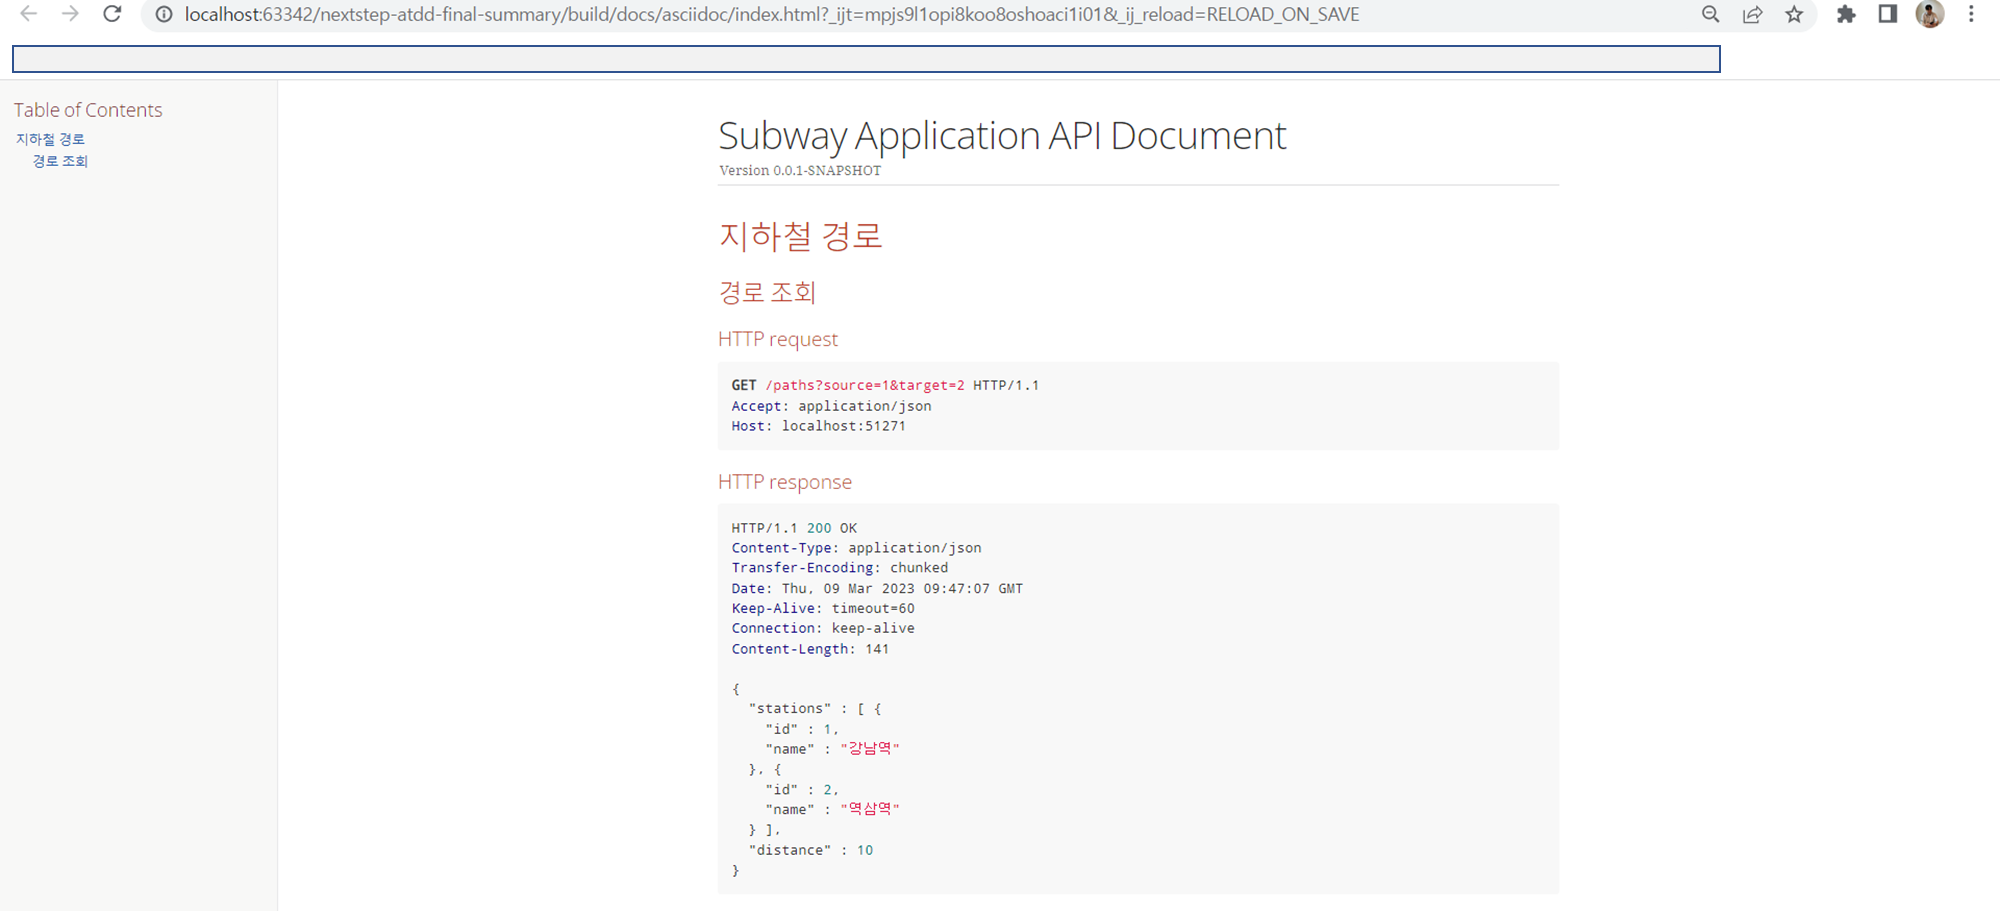 localhost:63342/nextstep-atdd-final-summary/build/docs/asciidoc/index.html?_ijt=mpjs9l1opi8koo8oshoaci1i01&_ij_reload=RELOAD_ON_SAVE
Table of Contents
지하철 경로
경로 조회
Subway Application API Document
Version 0.0.1-SNAPSHOT
지하철 경로
경로 조회
HTTP request
GET /paths?source=1&target=2 HTTP/1.1
Accept: application/json
Host: localhost:51271
HTTP response
HTTP/1.1 200 OK
Content-Type: application/json
Transfer-Encoding: chunked
Date: Thu, 09 Mar 2023 09:47:07 GMT
Keep-Alive: timeout=60
Connection: keep-alive
Content-Length: 141
{
"stations" : [ {
"id" : 1,
"name" : "강남역"
}, {
"id" : 2,
"name" : "역삼역"
} ],
"distance" : 10
}